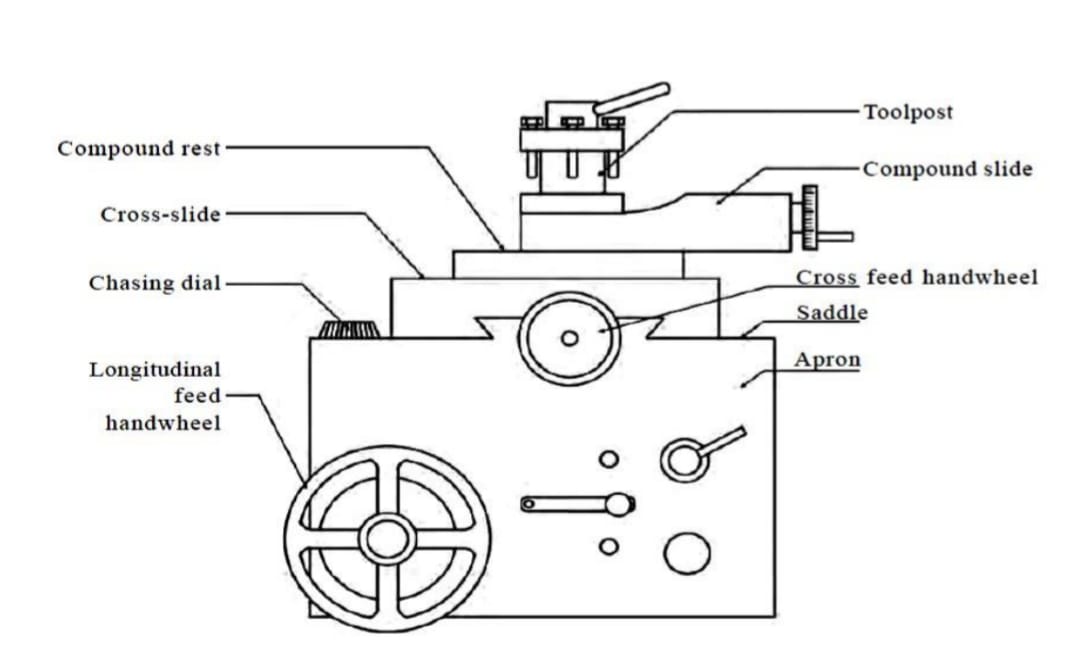 Toolpost
Compound rest
Compound slide
Cross-slide
Chasing dial
Cross feed handwheel
Saddle
Apron
Longitudinal
feed
handwheel